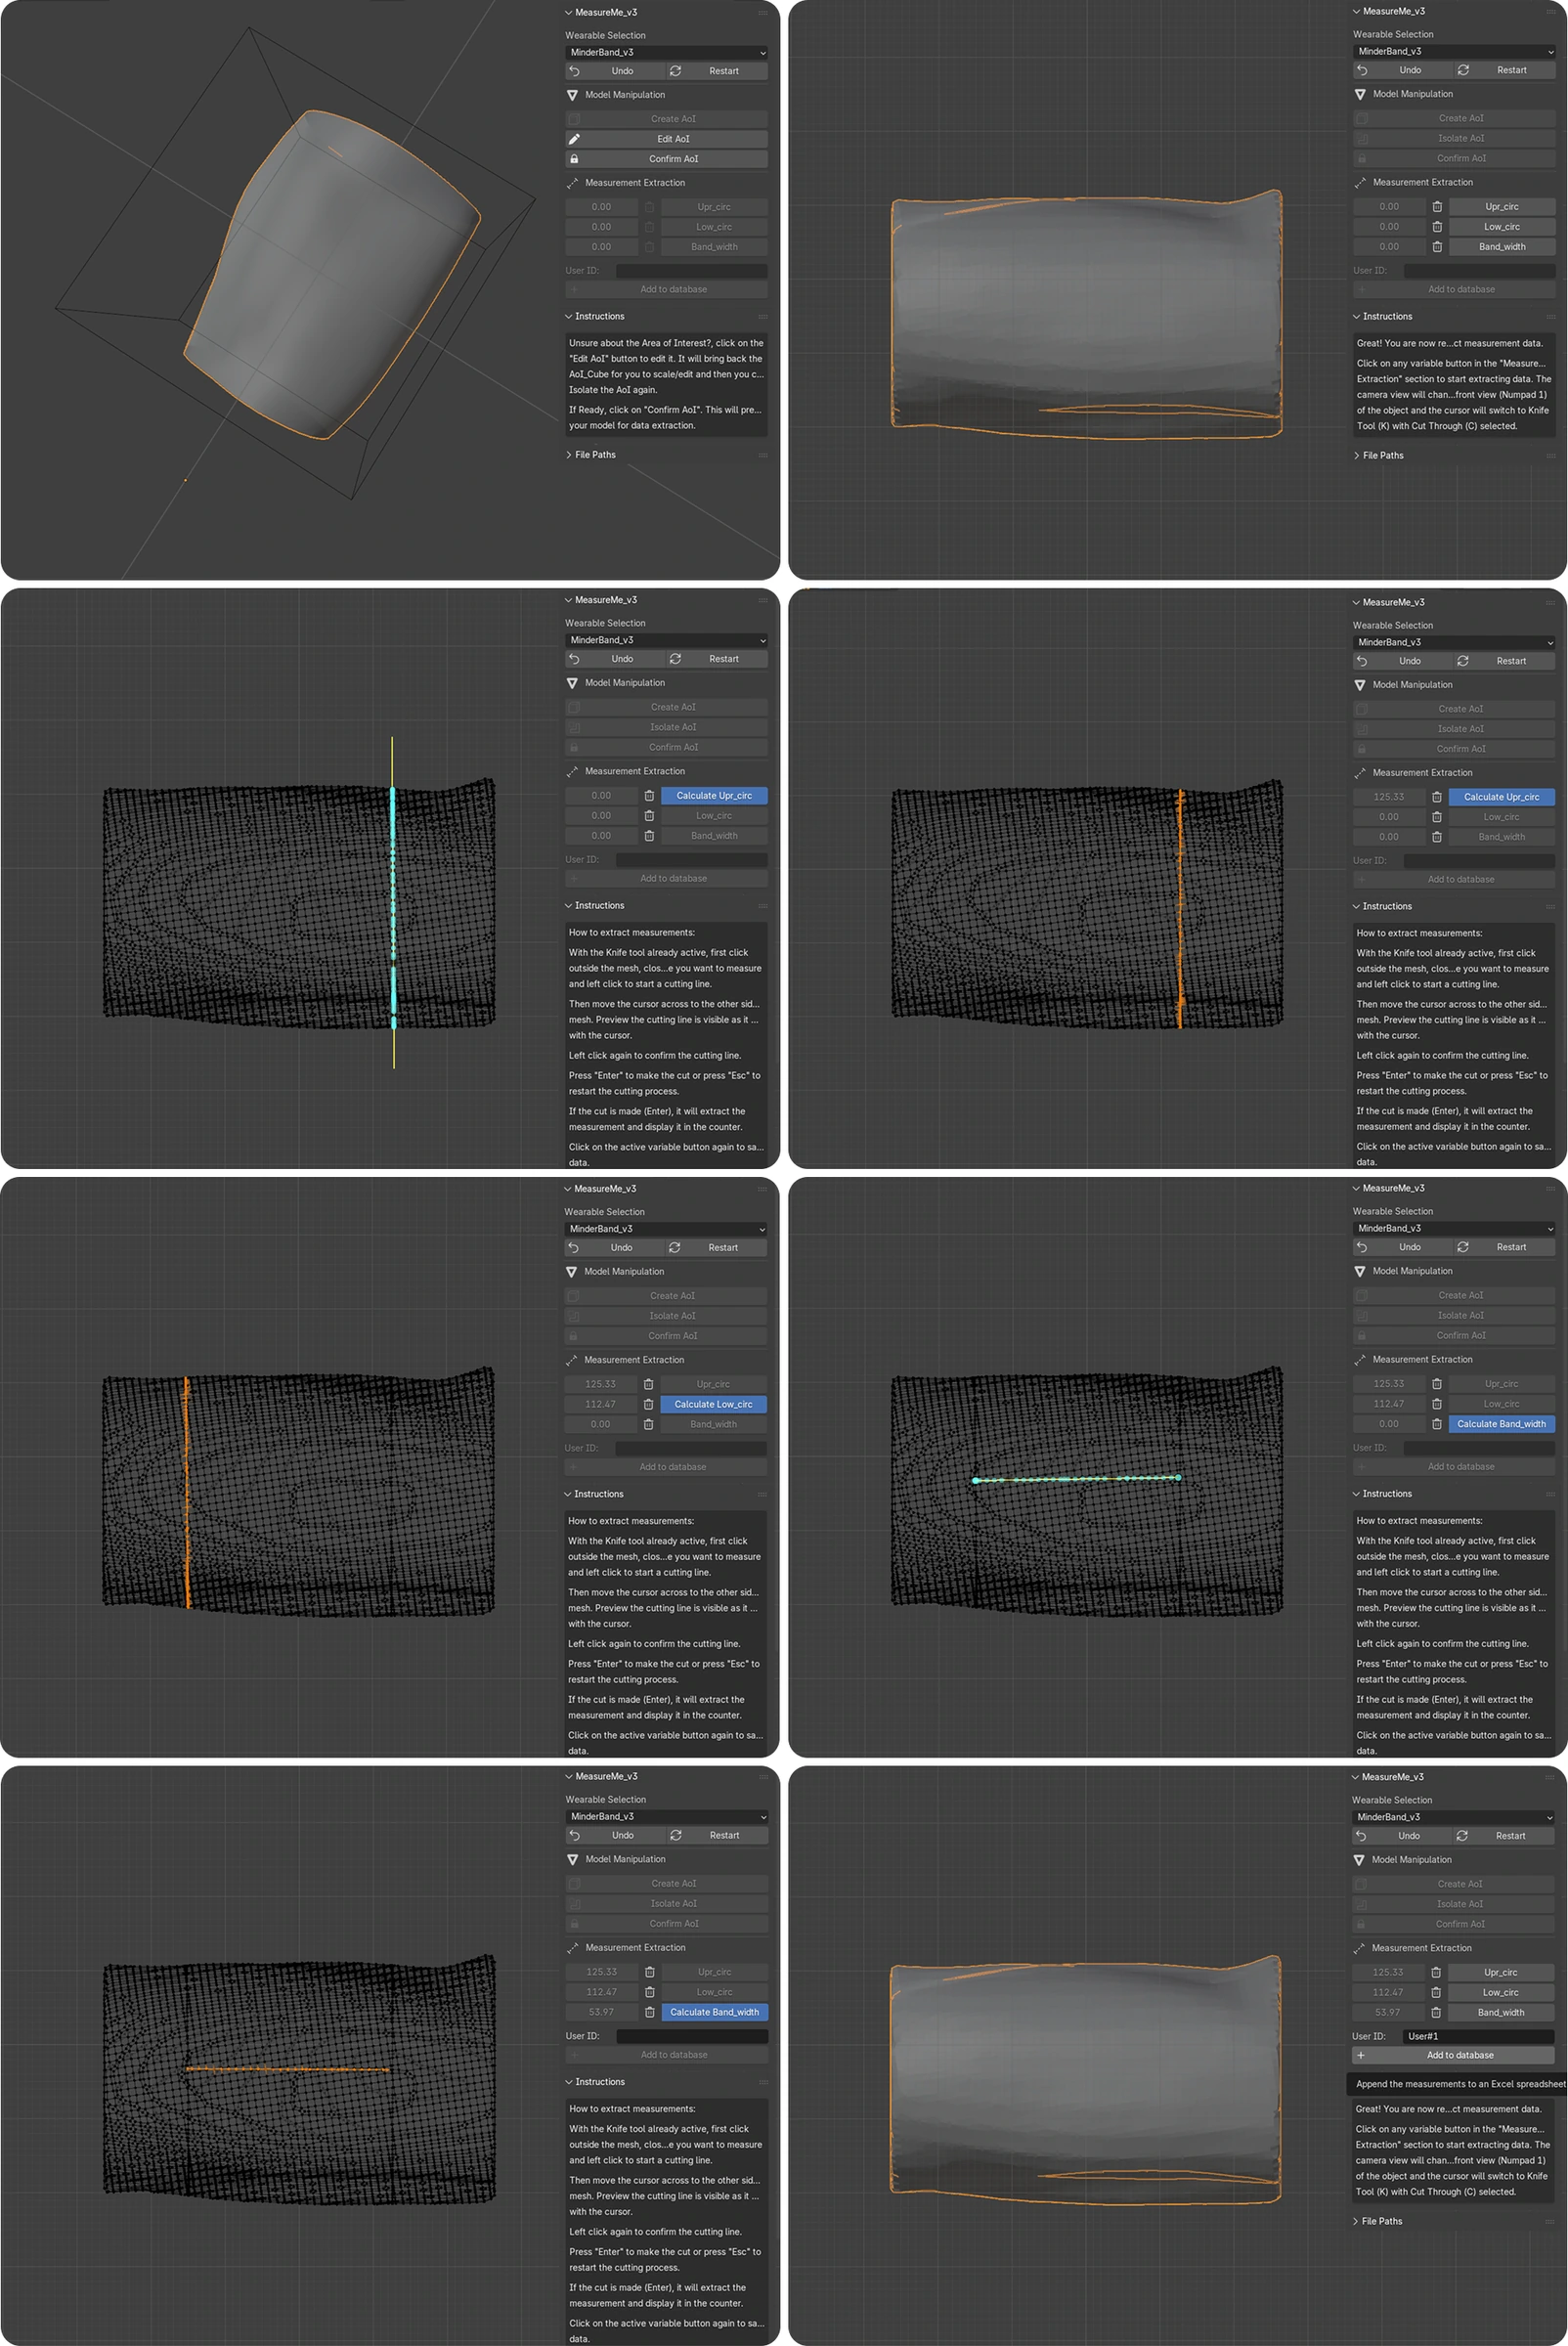 MeasureMe_v3
Wearable Selection
MinderBand_v3
Undo
Restart
Model Manipulation
Create AoI
Edit AoI
Confirm AoI
Measurement Extraction
0.00 Upr_circ
0.00 Low_circ
0.00 Band_width
User ID:
Add to database
Instructions
Unsure about the Area of Interest?, click on the
"Edit AoI" button to edit it. It will bring back the
AoI_Cube for you to scale/edit and then you c...
Isolate the AoI again.
If Ready, click on "Confirm AoI". This will pre...
your model for data extraction.
File Paths
MeasureMe_v3
Wearable Selection
MinderBand_v3
Undo
Restart
Model Manipulation
Create AoI
Isolate AoI
Confirm AoI
Measurement Extraction
0.00 Upr_circ
0.00 Low_circ
0.00 Band_width
User ID:
Add to database
Instructions
Great! You are now re...ct measurement data.
Click on any variable button in the "Measure...
Extraction" section to start extracting data. The
camera view will chan...front view (Numpad 1)
of the object and the cursor will switch to Knife
Tool (K) with Cut Through (C) selected.
File Paths
MeasureMe_v3
Wearable Selection
MinderBand_v3
Undo
Restart
Model Manipulation
Create AoI
Isolate AoI
Confirm AoI
Measurement Extraction
0.00 Calculate Upr_circ
0.00 Low_circ
0.00 Band_width
User ID:
Add to database
Instructions
How to extract measurements:
With the Knife tool already active, first click
outside the mesh, clos...e you want to measure
and left click to start a cutting line.
Then move the cursor across to the other sid...
mesh. Preview the cutting line is visible as it ...
with the cursor.
Left click again to confirm the cutting line.
Press "Enter" to make the cut or press "Esc" to
restart the cutting process.
If the cut is made (Enter), it will extract the
measurement and display it in the counter.
Click on the active variable button again to sa...
data.
MeasureMe_v3
Wearable Selection
MinderBand_v3
Undo
Restart
Model Manipulation
Create AoI
Isolate AoI
Confirm AoI
Measurement Extraction
125.33 Calculate Upr_circ
0.00 Low_circ
0.00 Band_width
User ID:
Add to database
Instructions
How to extract measurements:
With the Knife tool already active, first click
outside the mesh, clos...e you want to measure
and left click to start a cutting line.
Then move the cursor across to the other sid...
mesh. Preview the cutting line is visible as it ...
with the cursor.
Left click again to confirm the cutting line.
Press "Enter" to make the cut or press "Esc" to
restart the cutting process.
If the cut is made (Enter), it will extract the
measurement and display it in the counter.
Click on the active variable button again to sa...
data.
MeasureMe_v3
Wearable Selection
MinderBand_v3
Undo
Restart
Model Manipulation
Create AoI
Isolate AoI
Confirm AoI
Measurement Extraction
125.33 Upr_circ
112.47 Calculate Low_circ
0.00 Band_width
User ID:
Add to database
Instructions
How to extract measurements:
With the Knife tool already active, first click
outside the mesh, clos...e you want to measure
and left click to start a cutting line.
Then move the cursor across to the other sid...
mesh. Preview the cutting line is visible as it ...
with the cursor.
Left click again to confirm the cutting line.
Press "Enter" to make the cut or press "Esc" to
restart the cutting process.
If the cut is made (Enter), it will extract the
measurement and display it in the counter.
Click on the active variable button again to sa...
data.
MeasureMe_v3
Wearable Selection
MinderBand_v3
Undo
Restart
Model Manipulation
Create AoI
Isolate AoI
Confirm AoI
Measurement Extraction
125.33 Upr_circ
112.47 Low_circ
0.00 Calculate Band_width
User ID:
Add to database
Instructions
How to extract measurements:
With the Knife tool already active, first click
outside the mesh, clos...e you want to measure
and left click to start a cutting line.
Then move the cursor across to the other sid...
mesh. Preview the cutting line is visible as it ...
with the cursor.
Left click again to confirm the cutting line.
Press "Enter" to make the cut or press "Esc" to
restart the cutting process.
If the cut is made (Enter), it will extract the
measurement and display it in the counter.
Click on the active variable button again to sa...
data.
MeasureMe_v3
Wearable Selection
MinderBand_v3
Undo
Restart
Model Manipulation
Create AoI
Isolate AoI
Confirm AoI
Measurement Extraction
125.33 Upr_circ
112.47 Low_circ
53.97 Calculate Band_width
User ID:
Add to database
Instructions
How to extract measurements:
With the Knife tool already active, first click
outside the mesh, clos...e you want to measure
and left click to start a cutting line.
Then move the cursor across to the other sid...
mesh. Preview the cutting line is visible as it ...
with the cursor.
Left click again to confirm the cutting line.
Press "Enter" to make the cut or press "Esc" to
restart the cutting process.
If the cut is made (Enter), it will extract the
measurement and display it in the counter.
Click on the active variable button again to sa...
data.
MeasureMe_v3
Wearable Selection
MinderBand_v3
Undo
Restart
Model Manipulation
Create AoI
Isolate AoI
Confirm AoI
Measurement Extraction
125.33 Upr_circ
112.47 Low_circ
53.97 Band_width
User ID: User#1
Add to database
Append the measurements to an Excel spreadsheet
Great! You are now re...ct measurement data.
Click on any variable button in the "Measure...
Extraction" section to start extracting data. The
camera view will chan...front view (Numpad 1)
of the object and the cursor will switch to Knife
Tool (K) with Cut Through (C) selected.
File Paths